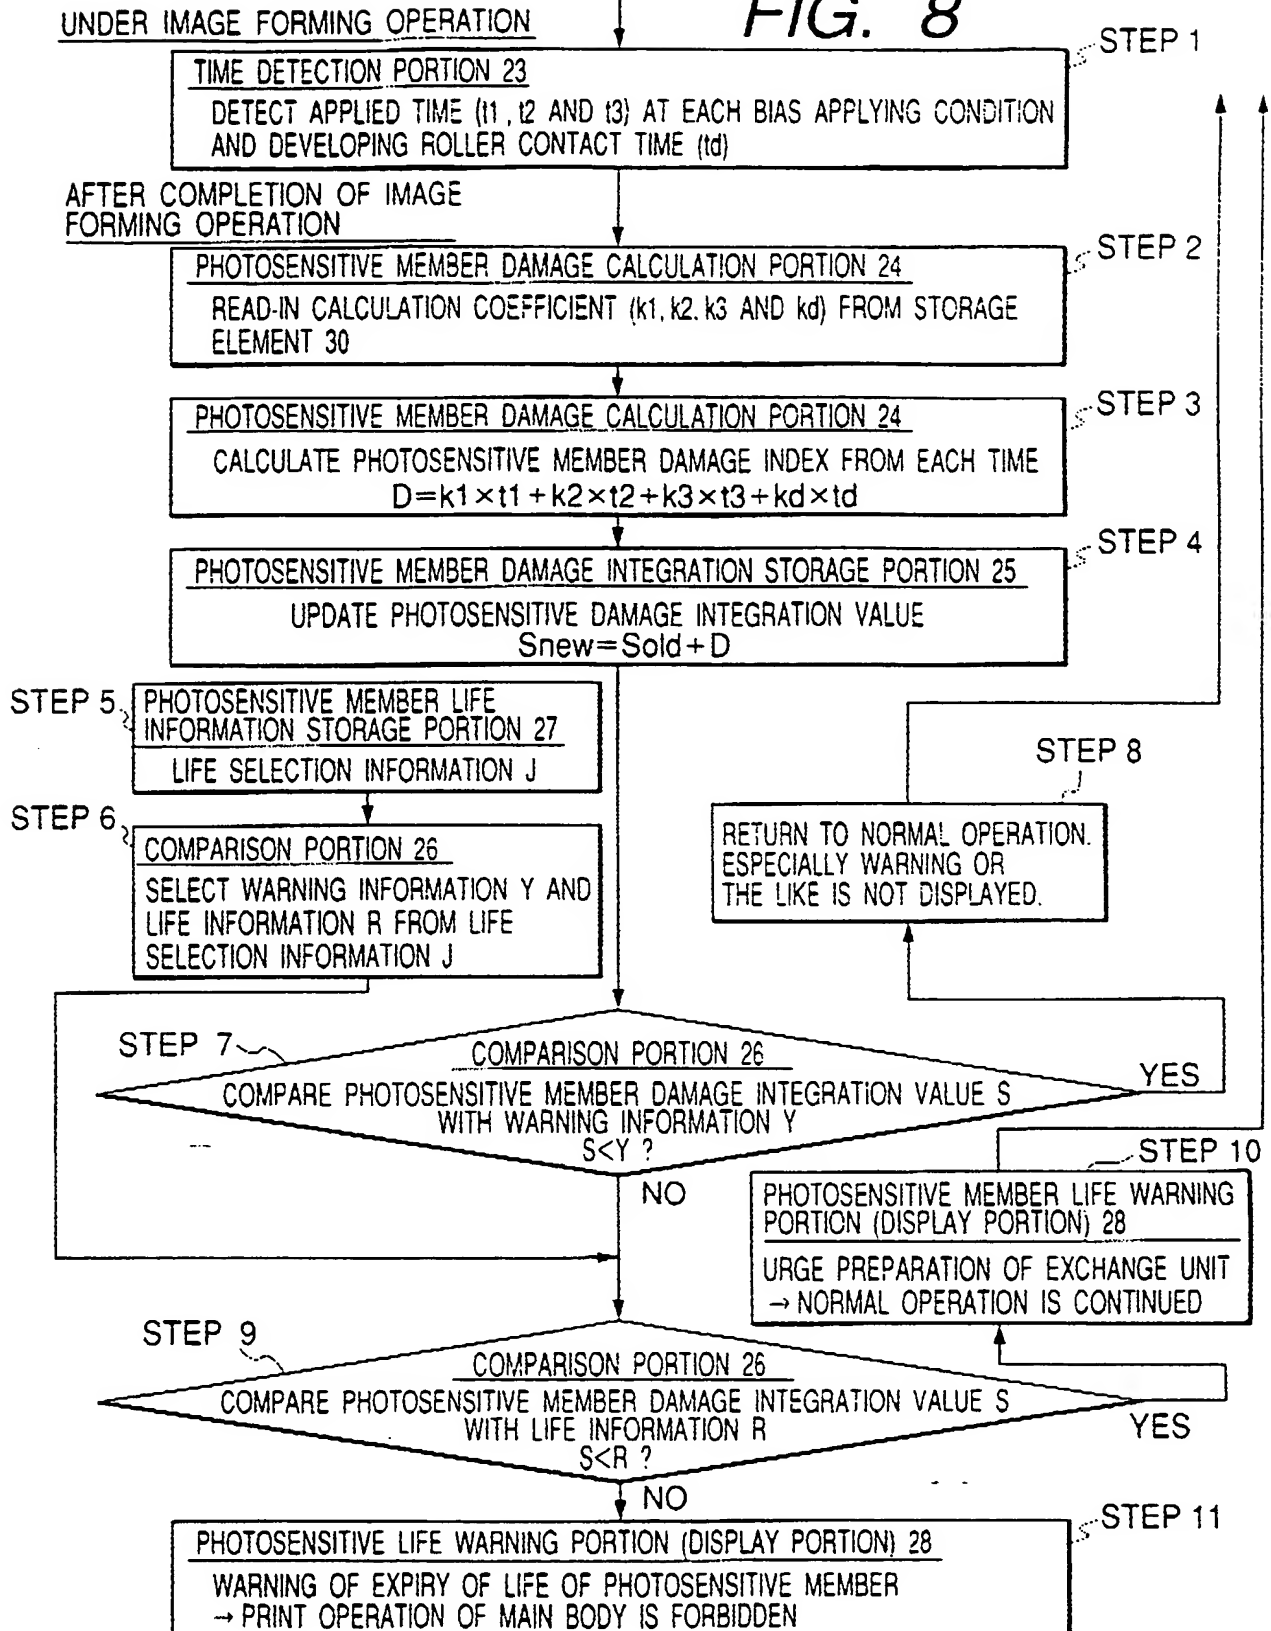 FIG. 8
UNDER IMAGE FORMING OPERATION
STEP 1
TIME DETECTION PORTION 23
DETECT APPLIED TIME (t1, t2 AND t3) AT EACH BIAS APPLYING CONDITION
AND DEVELOPING ROLLER CONTACT TIME (td)
AFTER COMPLETION OF IMAGE
FORMING OPERATION
STEP 2
PHOTOSENSITIVE MEMBER DAMAGE CALCULATION PORTION 24
READ-IN CALCULATION COEFFICIENT (k1, k2. k3 AND kd) FROM STORAGE
ELEMENT 30
STEP 3
PHOTOSENSITIVE MEMBER DAMAGE CALCULATION PORTION 24
CALCULATE PHOTOSENSITIVE MEMBER DAMAGE INDEX FROM EACH TIME
D=k1×t1+k2×t2+k3×t3+kd×td
STEP 4
PHOTOSENSITIVE MEMBER DAMAGE INTEGRATION STORAGE PORTION 25
UPDATE PHOTOSENSITIVE DAMAGE INTEGRATION VALUE
Snew=Sold+D
STEP 5
PHOTOSENSITIVE MEMBER LIFE
INFORMATION STORAGE PORTION 27
LIFE SELECTION INFORMATION J
STEP 6
COMPARISON PORTION 26
SELECT WARNING INFORMATION Y AND
LIFE INFORMATION R FROM LIFE
SELECTION INFORMATION J
STEP 8
RETURN TO NORMAL OPERATION.
ESPECIALLY WARNING OR
THE LIKE IS NOT DISPLAYED.
STEP 7
COMPARISON PORTION 26
COMPARE PHOTOSENSITIVE MEMBER DAMAGE INTEGRATION VALUE S
WITH WARNING INFORMATION Y
S<Y ?
YES
NO
STEP 10
PHOTOSENSITIVE MEMBER LIFE WARNING
PORTION (DISPLAY PORTION) 28
URGE PREPARATION OF EXCHANGE UNIT
→ NORMAL OPERATION IS CONTINUED
STEP 9
COMPARISON PORTION 26
COMPARE PHOTOSENSITIVE MEMBER DAMAGE INTEGRATION VALUE S
WITH LIFE INFORMATION R
S<R ?
YES
NO
STEP 11
PHOTOSENSITIVE LIFE WARNING PORTION (DISPLAY PORTION) 28
WARNING OF EXPIRY OF LIFE OF PHOTOSENSITIVE MEMBER
→ PRINT OPERATION OF MAIN BODY IS FORBIDDEN